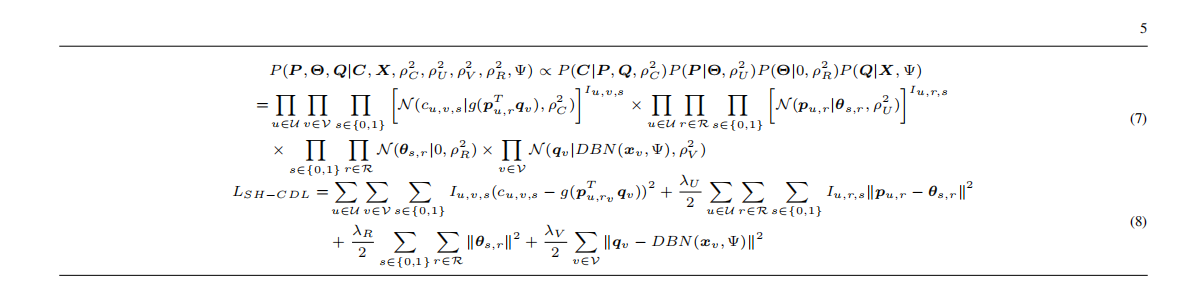 5
P(P, Θ, Q|C, X, ρ_C^2, ρ_U^2, ρ_V^2, ρ_R^2, Ψ) ∝ P(C|P, Q, ρ_C^2)P(P|Θ, ρ_U^2)P(Θ|0, ρ_R^2)P(Q|X, Ψ)
= ∏_{u∈𝒰} ∏_{v∈𝒱} ∏_{s∈{0,1}} [𝒩(c_{u,v,s}|g(p_{u,r}^T q_v), ρ_C^2)]^{I_{u,v,s}} × ∏_{u∈𝒰} ∏_{r∈ℛ} ∏_{s∈{0,1}} [𝒩(p_{u,r}|θ_{s,r}, ρ_U^2)]^{I_{u,r,s}}
(7)
× ∏_{s∈{0,1}} ∏_{r∈ℛ} 𝒩(θ_{s,r}|0, ρ_R^2) × ∏_{v∈𝒱} 𝒩(q_v|DBN(x_v, Ψ), ρ_V^2)
L_{SH−CDL} = ∑_{u∈𝒰} ∑_{v∈𝒱} ∑_{s∈{0,1}} I_{u,v,s}(c_{u,v,s} − g(p_{u,r_v}^T q_v))^2 + λ_U/2 ∑_{u∈𝒰} ∑_{r∈ℛ} ∑_{s∈{0,1}} I_{u,r,s}‖p_{u,r} − θ_{s,r}‖^2
(8)
+ λ_R/2 ∑_{s∈{0,1}} ∑_{r∈ℛ} ‖θ_{s,r}‖^2 + λ_V/2 ∑_{v∈𝒱} ‖q_v − DBN(x_v, Ψ)‖^2